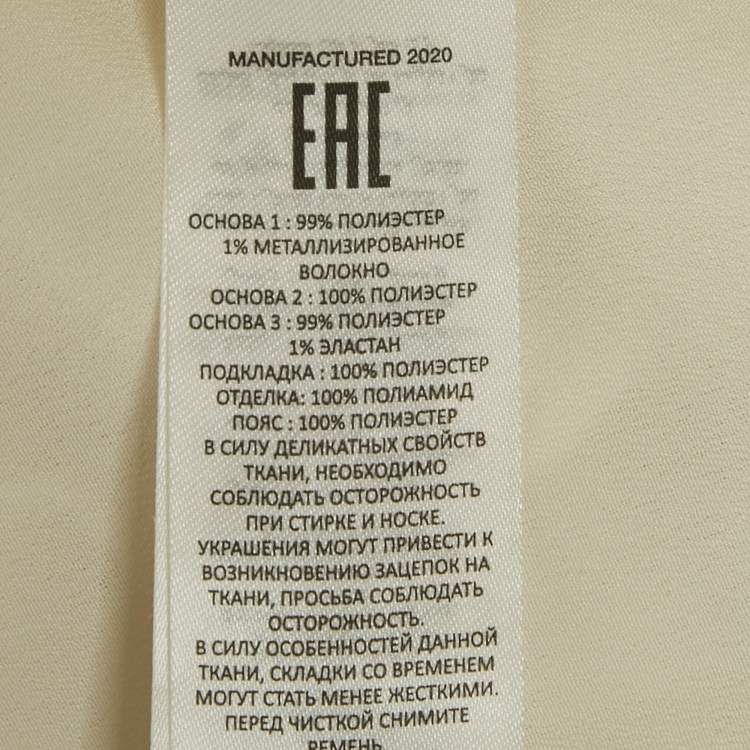 MANUFACTURED 2020
EAC
ОСНОВА 1 : 99% ПОЛИЭСТЕР
1% МЕТАЛЛИЗИРОВАННОЕ
ВОЛОКНО
ОСНОВА 2 : 100% ПОЛИЭСТЕР
ОСНОВА 3 : 99% ПОЛИЭСТЕР
1% ЭЛАСТАН
ПОДКЛАДКА : 100% ПОЛИЭСТЕР
ОТДЕЛКА: 100% ПОЛИАМИД
ПОЯС : 100% ПОЛИЭСТЕР
В СИЛУ ДЕЛИКАТНЫХ СВОЙСТВ
ТКАНИ, НЕОБХОДИМО
СОБЛЮДАТЬ ОСТОРОЖНОСТЬ
ПРИ СТИРКЕ И НОСКЕ.
УКРАШЕНИЯ МОГУТ ПРИВЕСТИ К
ВОЗНИКНОВЕНИЮ ЗАЦЕПОК НА
ТКАНИ, ПРОСЬБА СОБЛЮДАТЬ
ОСТОРОЖНОСТЬ.
В СИЛУ ОСОБЕННОСТЕЙ ДАННОЙ
ТКАНИ, СКЛАДКИ СО ВРЕМЕНЕМ
МОГУТ СТАТЬ МЕНЕЕ ЖЕСТКИМИ.
ПЕРЕД ЧИСТКОЙ СНИМИТЕ
РЕМЕНЬ